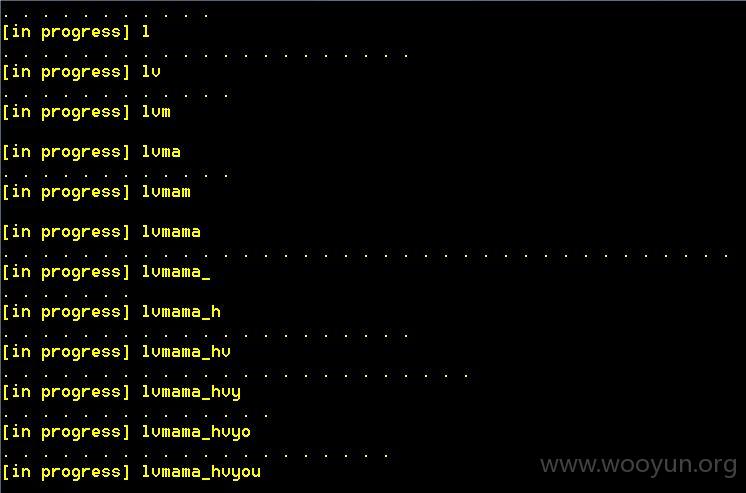 . . . . . . . . . . .
[in progress] l
. . . . . . . . . . . . . . . . . . . . .
[in progress] lv
. . . . . . . . . . . .
[in progress] lvm
[in progress] lvma
. . . . . . . . . . . .
[in progress] lvmam
[in progress] lvmama
. . . . . . . . . . . . . . . . . . . . . . . . . . . . . . . . . . . . .
[in progress] lvmama_
. . . . . . .
[in progress] lvmama_h
. . . . . . . . . . . . . . . . . . . . .
[in progress] lvmama_hv
. . . . . . . . . . . . . . . . . . . . . . . .
[in progress] lvmama_hvy
. . . . . . . . . . . . . .
[in progress] lvmama_hvyo
. . . . . . . . . . . . . . . . . . . .
[in progress] lvmama_hvyou
www.wooyun.org